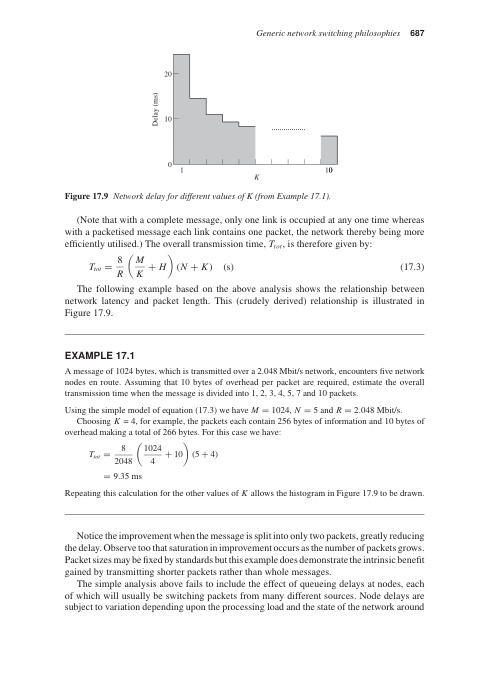 Generic network switching philosophies 687
20
10
0
Delay (ms)
1
10
K
Figure 17.9 Network delay for different values of K (from Example 17.1).
(Note that with a complete message, only one link is occupied at any one time whereas
with a packetised message each link contains one packet, the network thereby being more
efficiently utilised.) The overall transmission time, T_tot, is therefore given by:
T_tot = 8/R (M/K + H) (N + K) (s) (17.3)
The following example based on the above analysis shows the relationship between
network latency and packet length. This (crudely derived) relationship is illustrated in
Figure 17.9.
EXAMPLE 17.1
A message of 1024 bytes, which is transmitted over a 2.048 Mbit/s network, encounters five network
nodes en route. Assuming that 10 bytes of overhead per packet are required, estimate the overall
transmission time when the message is divided into 1, 2, 3, 4, 5, 7 and 10 packets.
Using the simple model of equation (17.3) we have M = 1024, N = 5 and R = 2.048 Mbit/s.
Choosing K = 4, for example, the packets each contain 256 bytes of information and 10 bytes of
overhead making a total of 266 bytes. For this case we have:
T_tot = 8/2048 (1024/4 + 10) (5 + 4)
= 9.35 ms
Repeating this calculation for the other values of K allows the histogram in Figure 17.9 to be drawn.
Notice the improvement when the message is split into only two packets, greatly reducing
the delay. Observe too that saturation in improvement occurs as the number of packets grows.
Packet sizes may be fixed by standards but this example does demonstrate the intrinsic benefit
gained by transmitting shorter packets rather than whole messages.
The simple analysis above fails to include the effect of queueing delays at nodes, each
of which will usually be switching packets from many different sources. Node delays are
subject to variation depending upon the processing load and the state of the network around